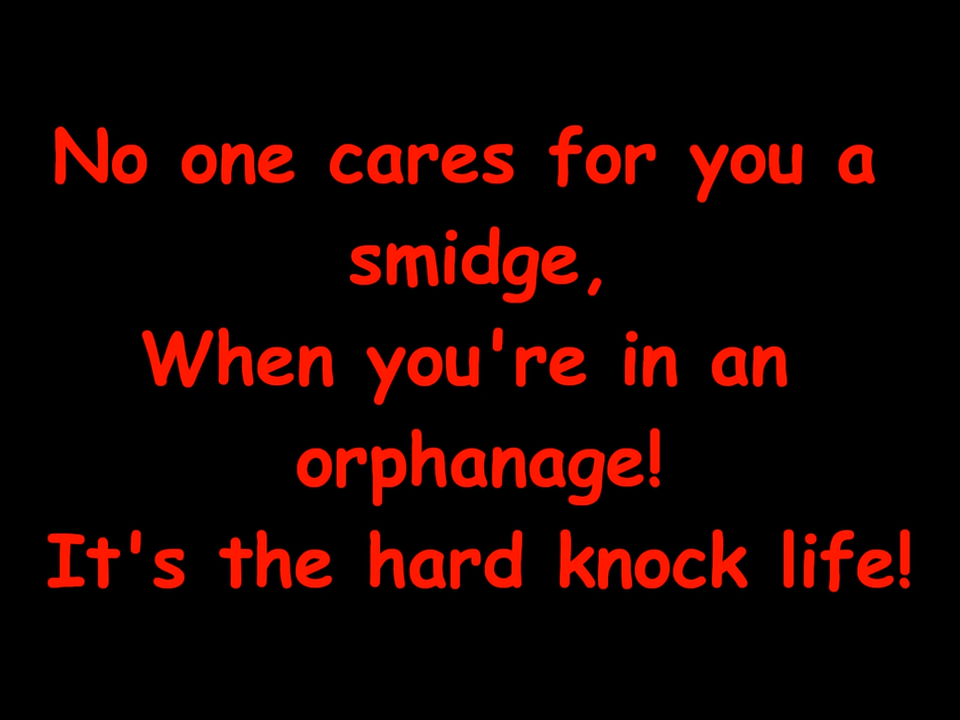 No one cares for you a
smidge,
When you're in an
orphanage!
It's the hard knock life!